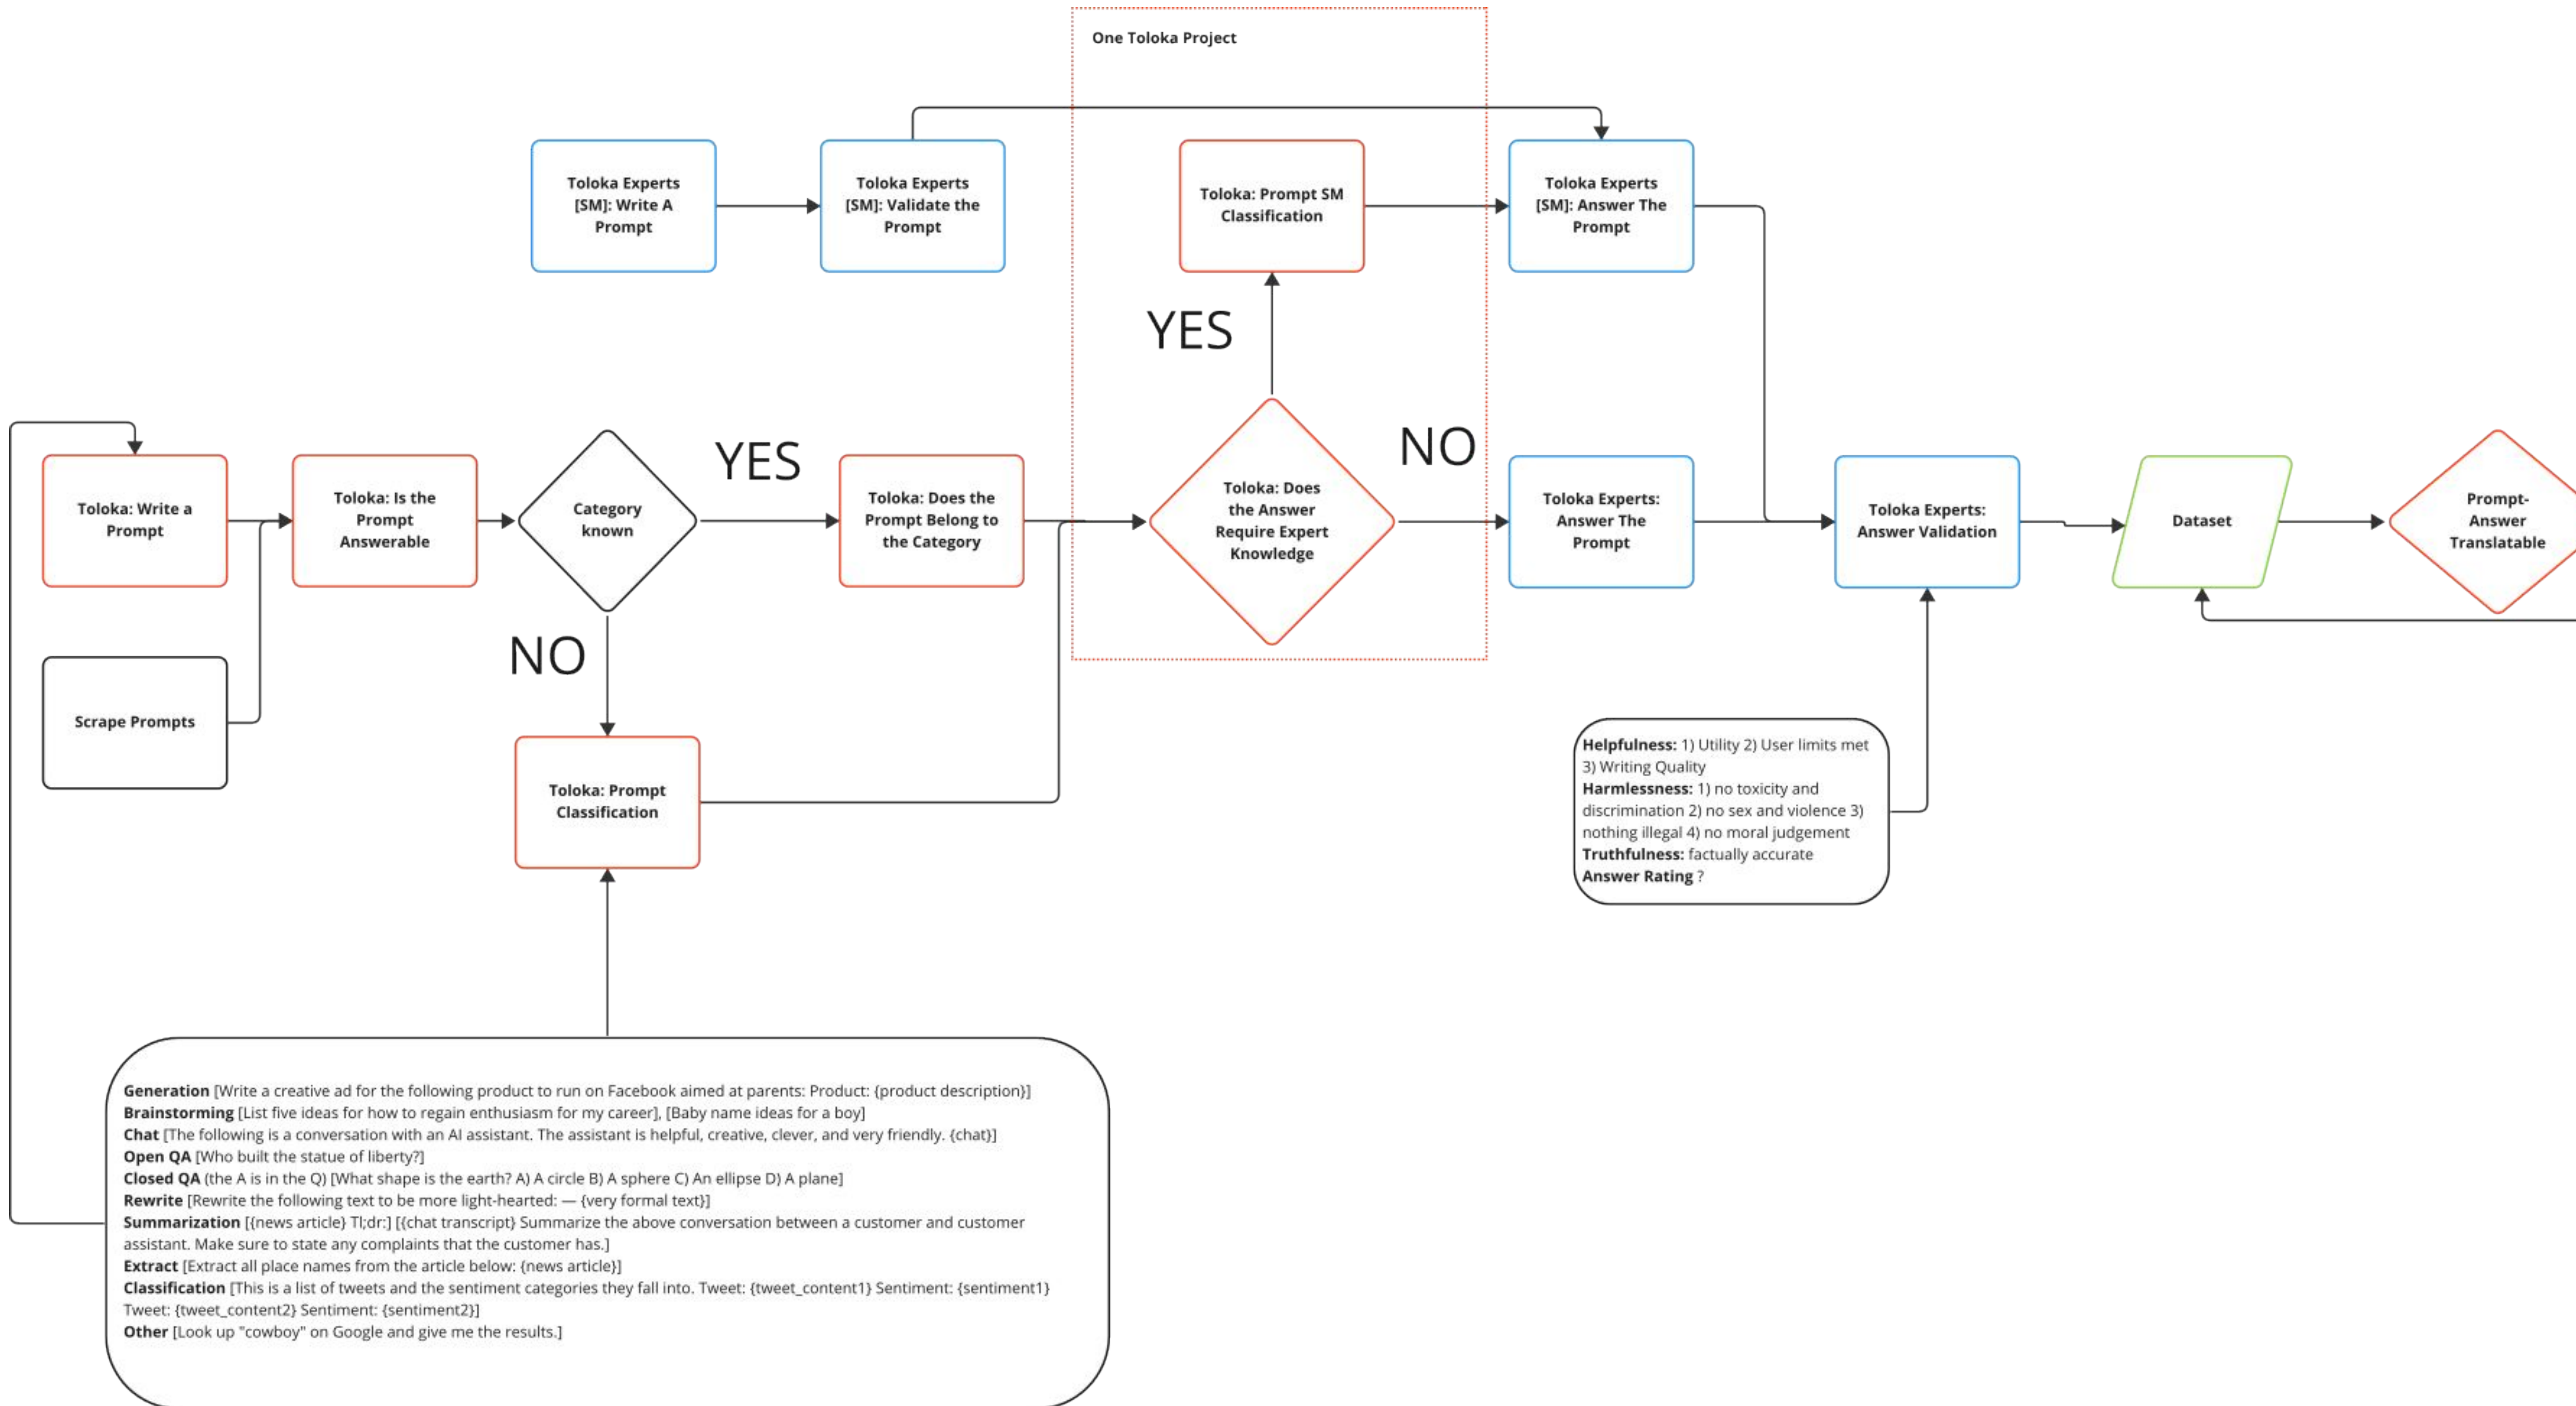 One Toloka Project
Toloka Experts
[SM]: Write A
Prompt
Toloka Experts
[SM]: Validate the
Prompt
Toloka: Prompt SM
Classification
Toloka Experts
[SM]: Answer The
Prompt
YES
Toloka: Write a
Prompt
Toloka: Is the
Prompt
Answerable
Category
known
YES
Toloka: Does the
Prompt Belong to
the Category
Toloka: Does
the Answer
Require Expert
Knowledge
NO
Toloka Experts:
Answer The
Prompt
Toloka Experts:
Answer Validation
Dataset
Prompt-
Answer
Translatable
NO
Scrape Prompts
Toloka: Prompt
Classification
Helpfulness: 1) Utility 2) User limits met
3) Writing Quality
Harmlessness: 1) no toxicity and
discrimination 2) no sex and violence 3)
nothing illegal 4) no moral judgement
Truthfulness: factually accurate
Answer Rating ?
Generation [Write a creative ad for the following product to run on Facebook aimed at parents: Product: {product description}]
Brainstorming [List five ideas for how to regain enthusiasm for my career], [Baby name ideas for a boy]
Chat [The following is a conversation with an AI assistant. The assistant is helpful, creative, clever, and very friendly. {chat}]
Open QA [Who built the statue of liberty?]
Closed QA (the A is in the Q) [What shape is the earth? A) A circle B) A sphere C) An ellipse D) A plane]
Rewrite [Rewrite the following text to be more light-hearted: — {very formal text}]
Summarization [{news article} Tl;dr:] [{chat transcript} Summarize the above conversation between a customer and customer
assistant. Make sure to state any complaints that the customer has.]
Extract [Extract all place names from the article below: {news article}]
Classification [This is a list of tweets and the sentiment categories they fall into. Tweet: {tweet_content1} Sentiment: {sentiment1}
Tweet: {tweet_content2} Sentiment: {sentiment2}]
Other [Look up "cowboy" on Google and give me the results.]